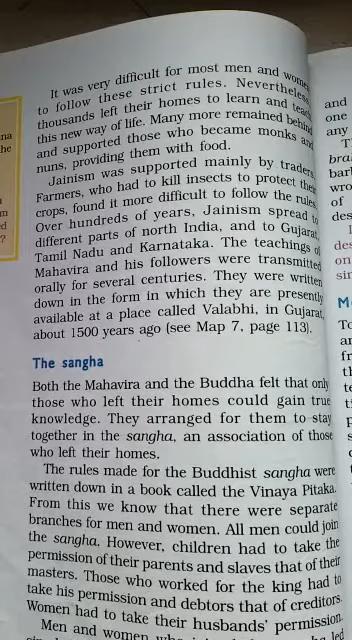 It was very difficult for most men and women
to follow these strict rules. Nevertheless
thousands left their homes to learn and teach
this new way of life. Many more remained behind
and supported those who became monks and
nuns, providing them with food.
Jainism was supported mainly by traders.
Farmers, who had to kill insects to protect their
crops, found it more difficult to follow the rules.
Over hundreds of years, Jainism spread to
different parts of north India, and to Gujarat,
Tamil Nadu and Karnataka. The teachings of
Mahavira and his followers were transmitted
orally for several centuries. They were written
down in the form in which they are presently
available at a place called Valabhi, in Gujarat,
about 1500 years ago (see Map 7, page 113).
The sangha
Both the Mahavira and the Buddha felt that only
those who left their homes could gain true
knowledge. They arranged for them to stay
together in the sangha, an association of those
who left their homes.
The rules made for the Buddhist sangha were
written down in a book called the Vinaya Pitaka.
From this we know that there were separate
branches for men and women. All men could join
the sangha. However, children had to take the
permission of their parents and slaves that of their
masters. Those who worked for the king had to
take his permission and debtors that of creditors.
Women had to take their husbands' permission.
Men and women
and
one
any